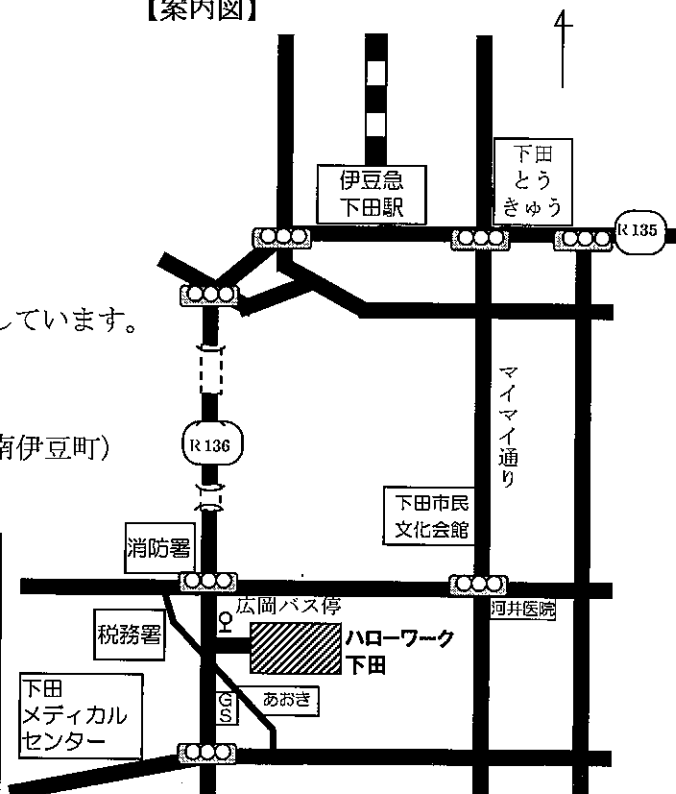 【案内図】
下田
とう
きゅう
伊豆急
下田駅
R 135
しています。
マイマイ通り
南伊豆町)
R 136
下田市民
文化会館
消防署
広岡バス停
河井医院
税務署
ハローワーク
下田
下田
メディカル
センター
GS
あおき